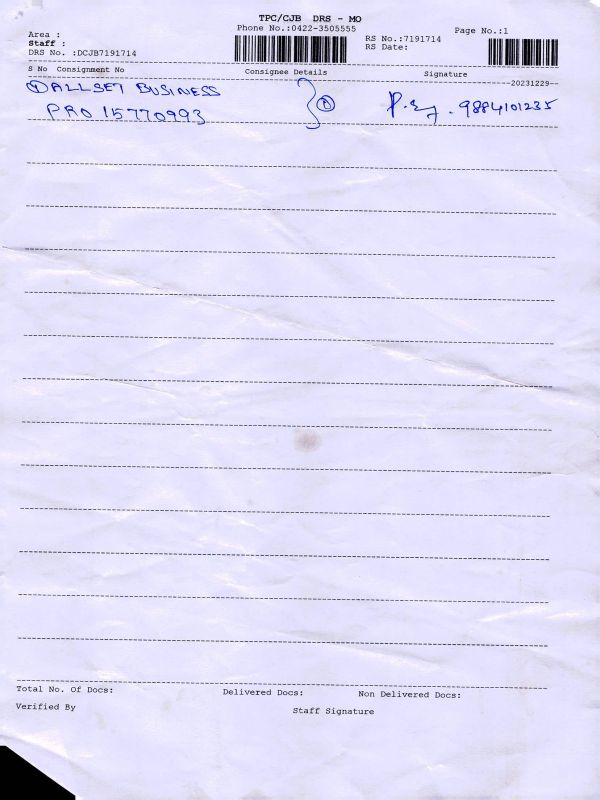 TPC/CJB DRS - MO
Phone No.:0422-3505555
Area :
Staff :
DRS No. :DCJB7191714
RS No.:7191714
RS Date:
Page No.:1
S No Consignment No Consignee Details Signature
20231229
① ALLSET BUSINESS
PRO 15770993
9884101235
Total No. Of Docs: Delivered Docs: Non Delivered Docs:
Verified By Staff Signature